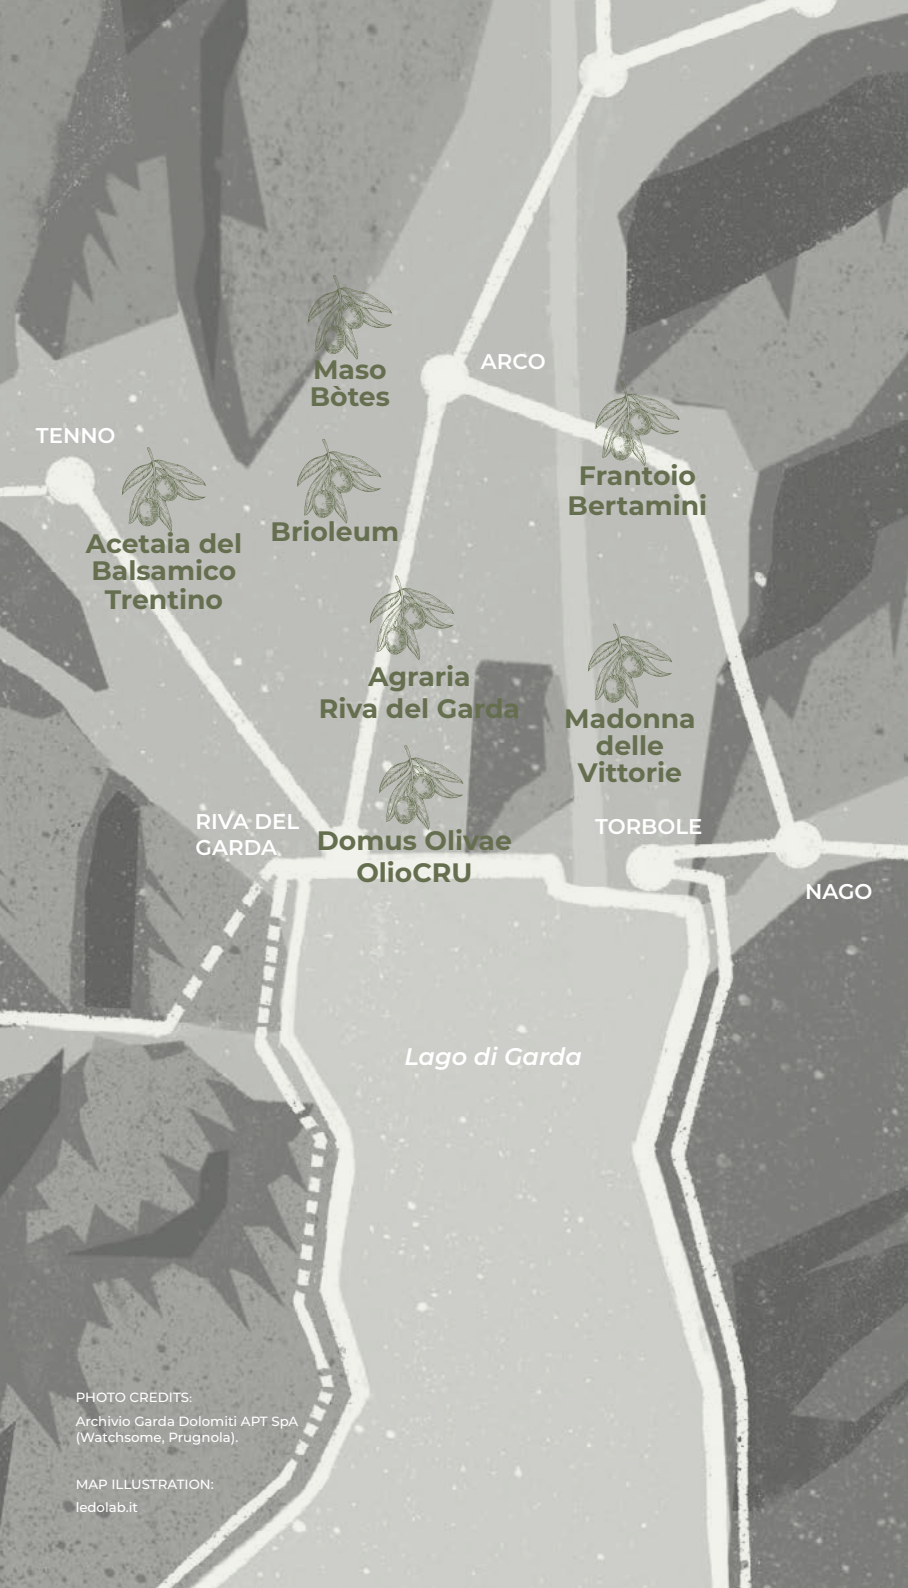 ARCO
Maso
Bòtes
TENNO
Frantoio
Bertamini
Brioleum
Acetaia del
Balsamico
Trentino
Agraria
Riva del Garda
Madonna
delle
Vittorie
RIVA DEL
GARDA
Domus Olivae
OlioCRU
TORBOLE
NAGO
Lago di Garda
PHOTO CREDITS:
Archivio Garda Dolomiti APT SpA
(Watchsome, Prugnola).
MAP ILLUSTRATION:
ledolab.it